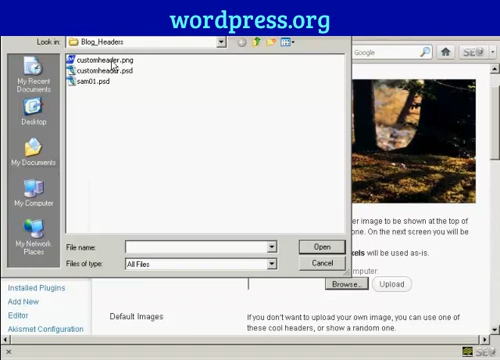 wordpress.org
Look in:
Blog_Headers
Google
customheader.png
customheader.psd
sam01.psd
My Recent
Documents
Desktop
My Documents
My Computer
My Network
Places
er image to be shown at the top of
one. On the next screen you will be
xels will be used as-is.
File name:
Open
Files of type:
All Files
Cancel
omputer:
Browse...
Upload
Installed Plugins
Add New
Editor
Akismet Configuration
Default Images
If you don't want to upload your own image, you can use one of
these cool headers, or show a random one.